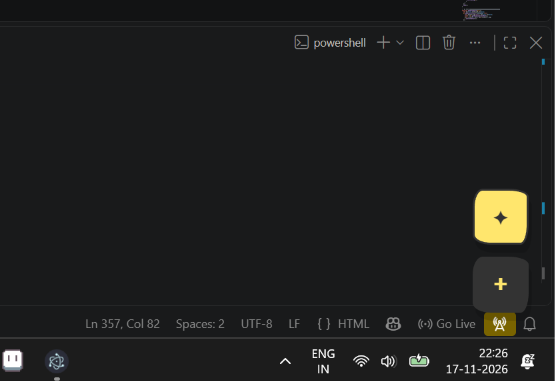 powershell
Ln 357, Col 82 Spaces: 2 UTF-8 LF { } HTML Go Live
ENG
IN
22:26
17-11-2026